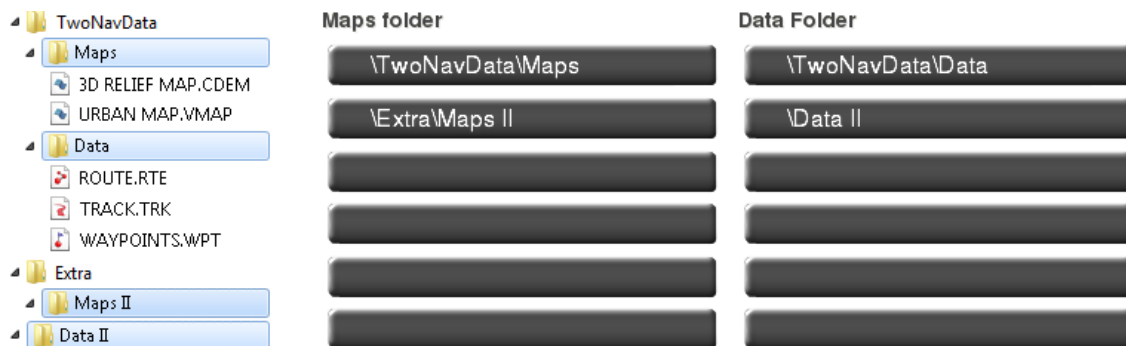 TwoNavData
Maps
3D RELIEF MAP.CDEM
URBAN MAP.VMAP
Data
ROUTE.RTE
TRACK.TRK
WAYPOINTS.WPT
Extra
Maps II
Data II
Maps folder
\TwoNavData\Maps
\Extra\Maps II
Data Folder
\TwoNavData\Data
\Data II